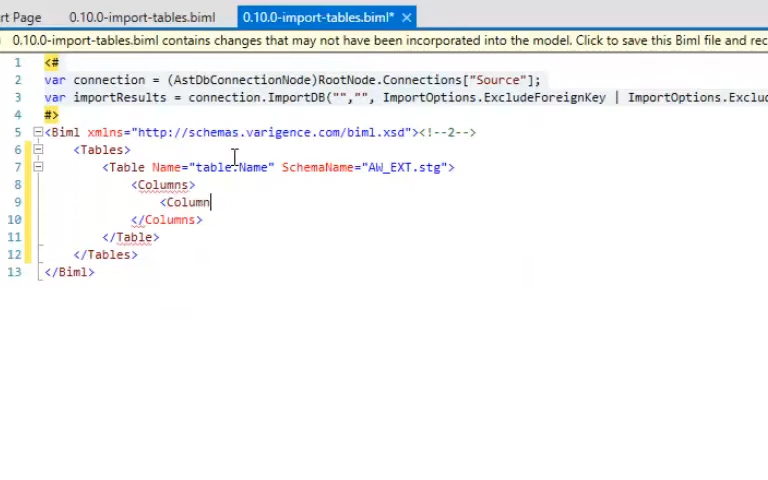 rt Page 0.10.0-import-tables.biml 0.10.0-import-tables.biml* ×
0.10.0-import-tables.biml contains changes that may not have been incorporated into the model. Click to save this Biml file and rec
1 <#
2 var connection = (AstDbConnectionNode)RootNode.Connections["Source"];
3 var importResults = connection.ImportDB("","", ImportOptions.ExcludeForeignKey | ImportOptions.Exclud
4 #>
5 <Biml xmlns="http://schemas.varigence.com/biml.xsd"><!--2-->
6 <Tables>
7 <Table Name="table.Name" SchemaName="AW_EXT.stg">
8 <Columns>
9 <Column
10 </Columns>
11 </Table>
12 </Tables>
13 </Biml>